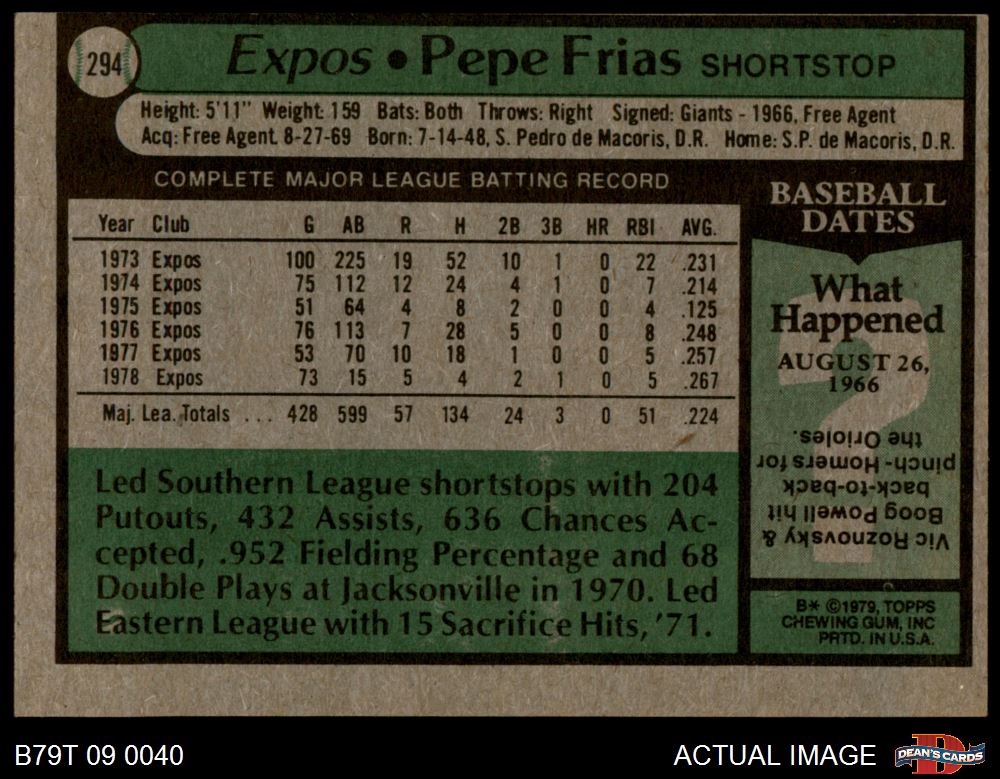 294
Expos • Pepe Frias SHORTSTOP
Height: 5'11" Weight: 159 Bats: Both Throws: Right Signed: Giants - 1966, Free Agent
Acq: Free Agent 8-27-69 Born: 7-14-48, S. Pedro de Macoris, D.R. Home: S.P. de Macoris, D.R.
COMPLETE MAJOR LEAGUE BATTING RECORD
Year Club G AB R H 2B 3B HR RBI AVG.
1973 Expos 100 225 19 52 10 1 0 22 .231
1974 Expos 75 112 12 24 4 1 0 7 .214
1975 Expos 51 64 4 8 2 0 0 4 .125
1976 Expos 76 113 7 28 5 0 0 8 .248
1977 Expos 53 70 10 18 1 0 0 5 .257
1978 Expos 73 15 5 4 2 1 0 5 .267
Maj. Lea. Totals ... 428 599 57 134 24 3 0 51 .224
Led Southern League shortstops with 204
Putouts, 432 Assists, 636 Chances Ac-
cepted, .952 Fielding Percentage and 68
Double Plays at Jacksonville in 1970. Led
Eastern League with 15 Sacrifice Hits, '71.
BASEBALL
DATES
What
Happened
AUGUST 26,
1966
Vic Roznovsky &
Boog Powell hit
back-to-back
pinch-Homers for
the Orioles.
B* ©1979, TOPPS
CHEWING GUM, INC
PRTD. IN U.S.A.
B79T 09 0040
ACTUAL IMAGE
DEAN'S CARDS